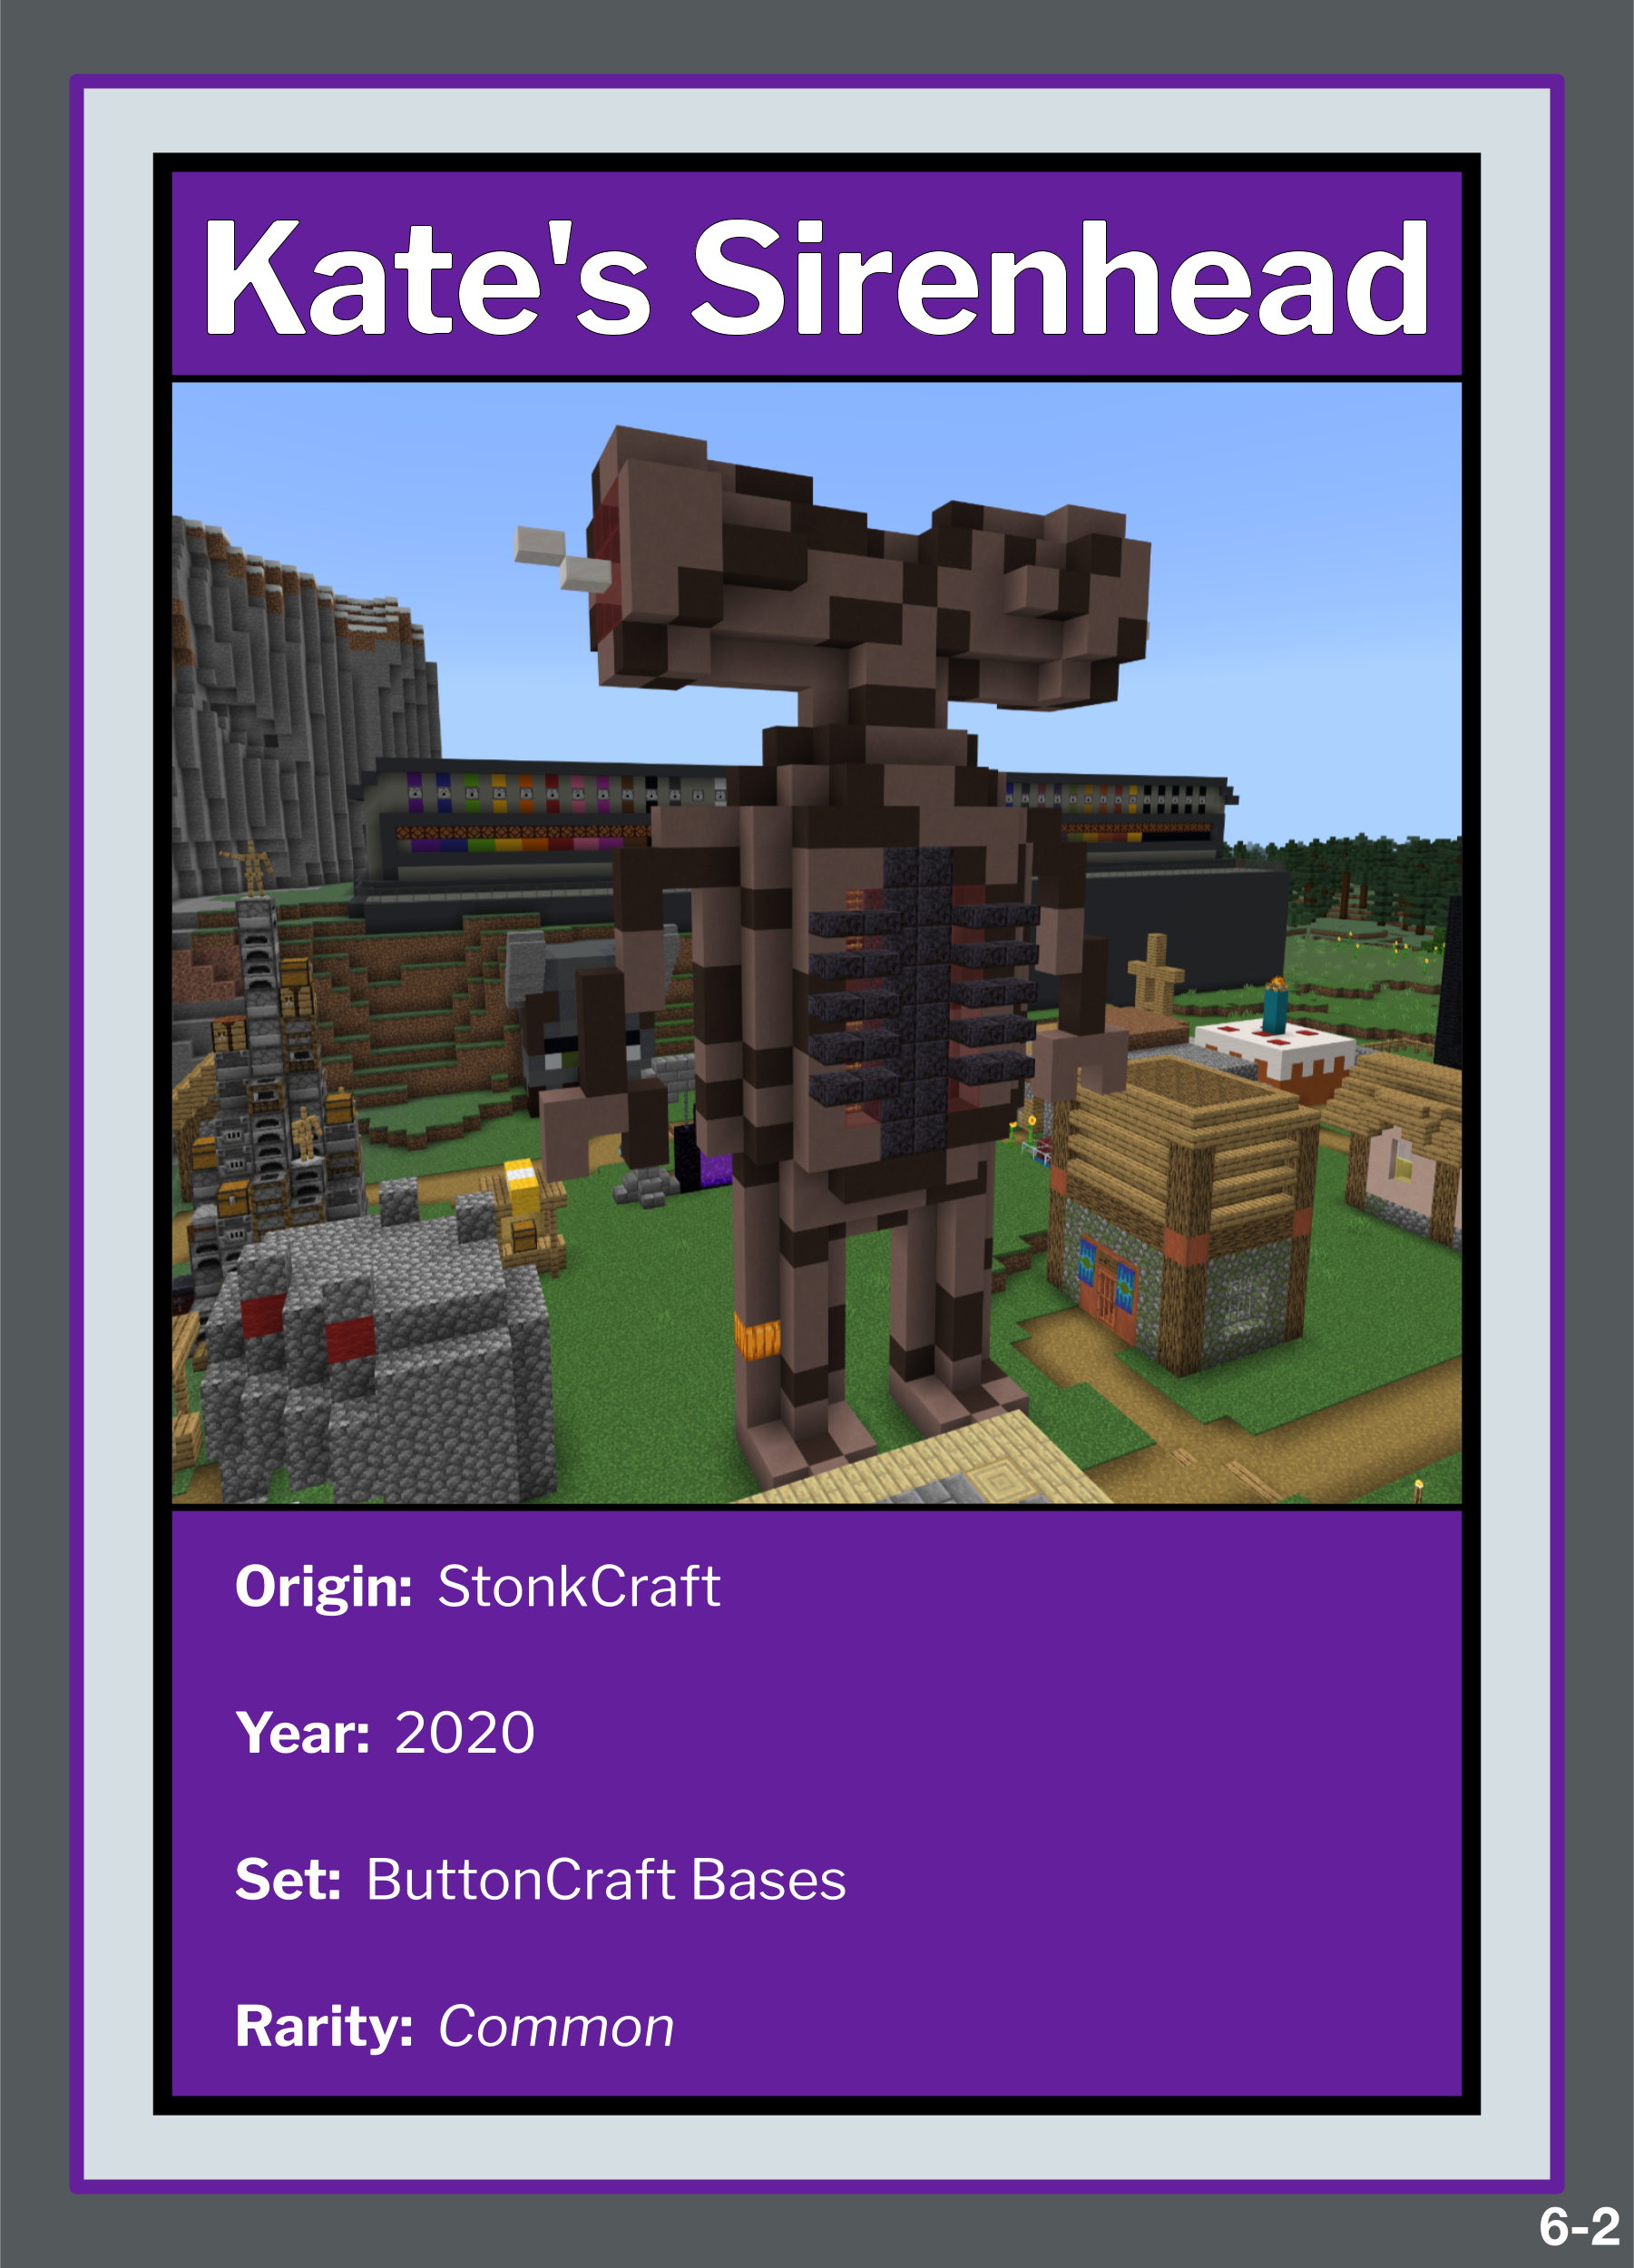 Kate's Sirenhead
Origin: StonkCraft
Year: 2020
Set: ButtonCraft Bases
Rarity: Common
6-2